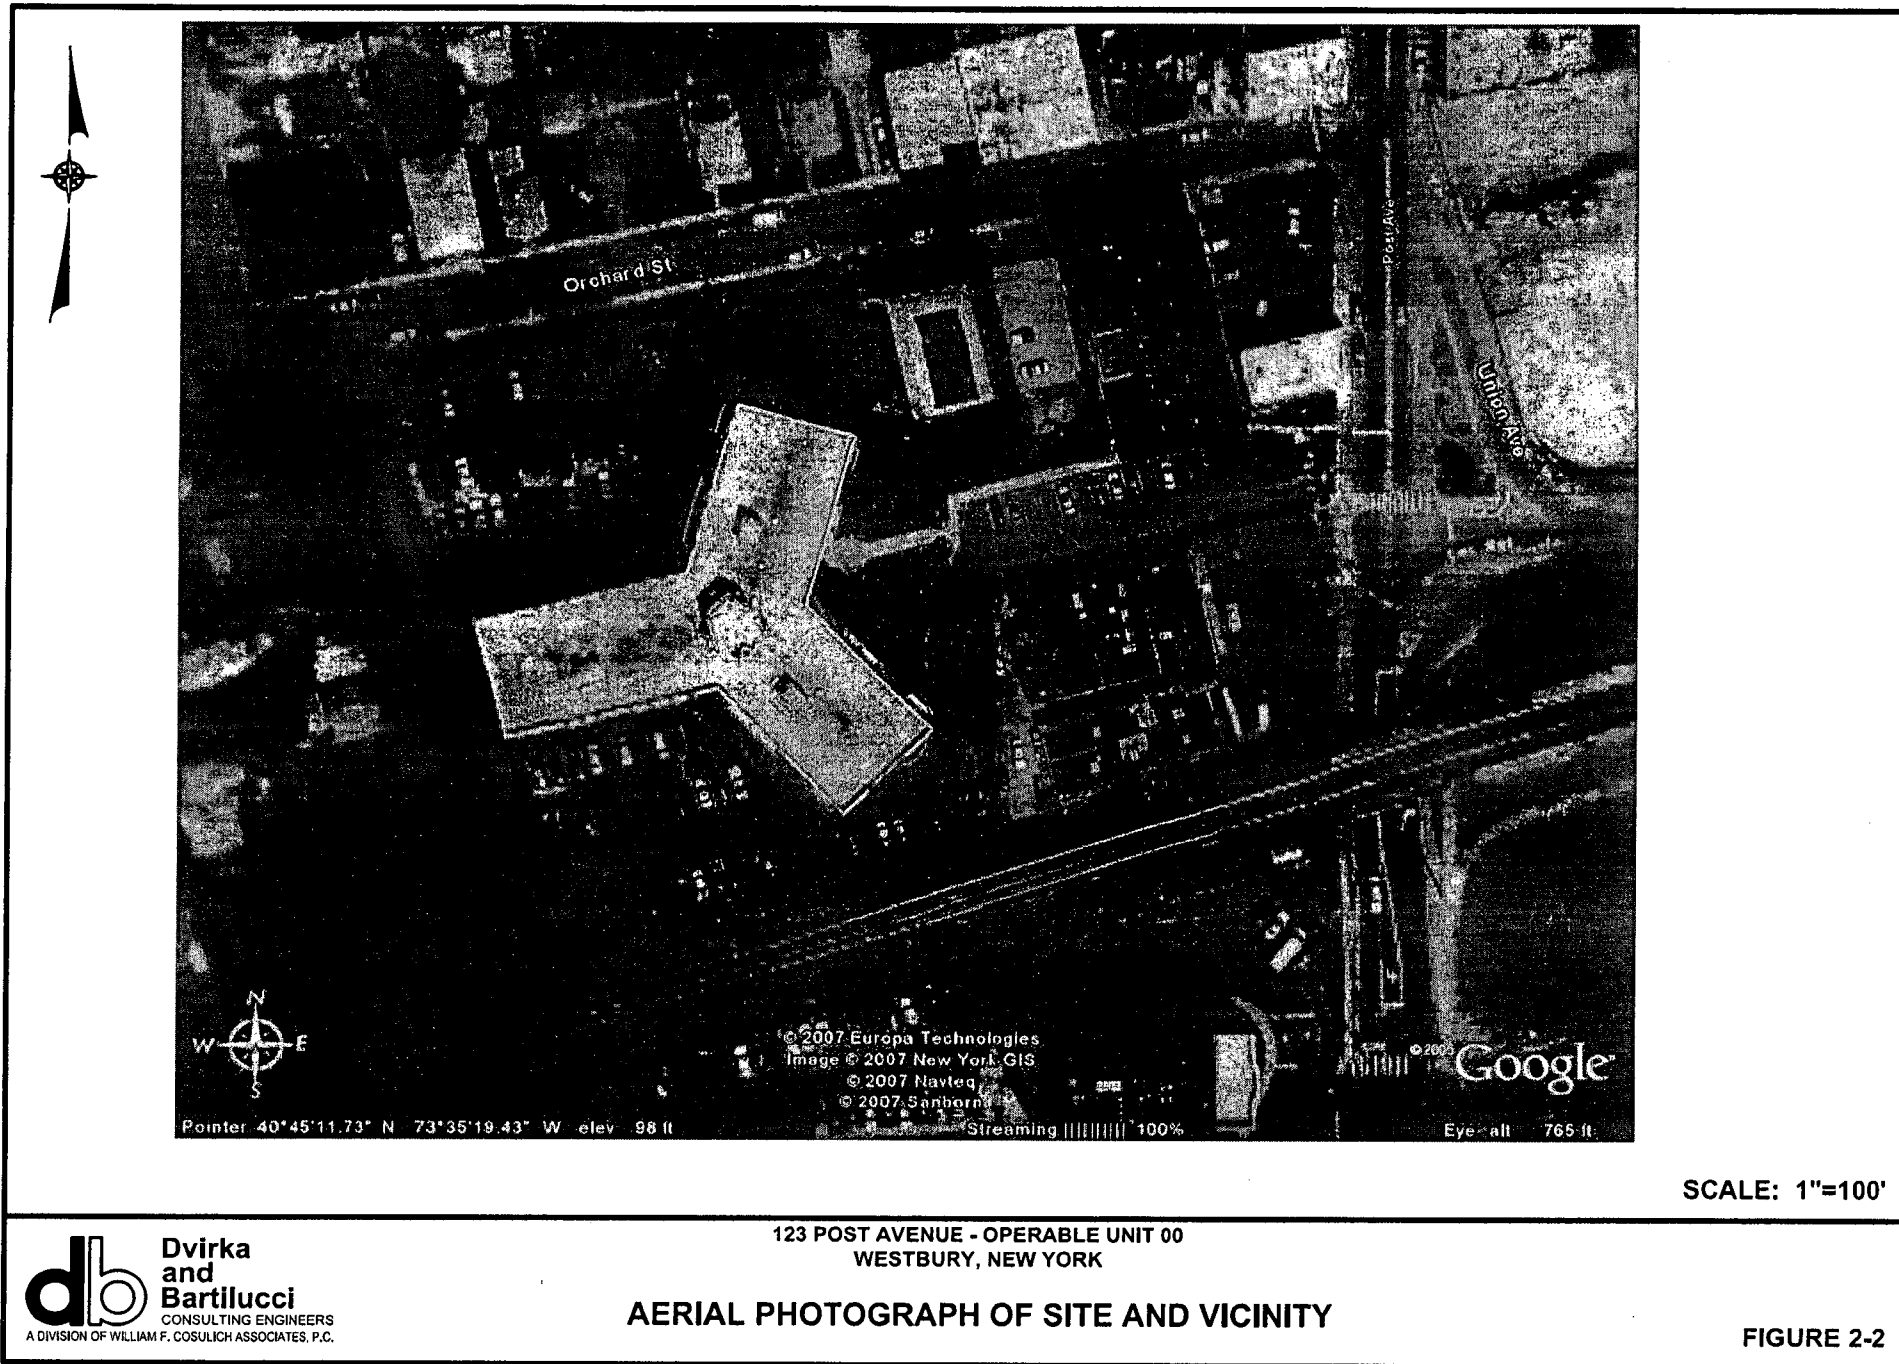 Orchard St
Post Ave
Union Ave
N
W E
S
© 2007 Europa Technologies
Image © 2007 New York GIS
© 2007 Navteq
© 2007 Sanborn
Google
Pointer 40°45'11.73" N 73°35'19.43" W elev 98 ft
Streaming |||||||||| 100%
Eye alt 765 ft
SCALE: 1"=100'
db
Dvirka
and
Bartilucci
CONSULTING ENGINEERS
A DIVISION OF WILLIAM F. COSULICH ASSOCIATES, P.C.
123 POST AVENUE - OPERABLE UNIT 00
WESTBURY, NEW YORK
AERIAL PHOTOGRAPH OF SITE AND VICINITY
FIGURE 2-2